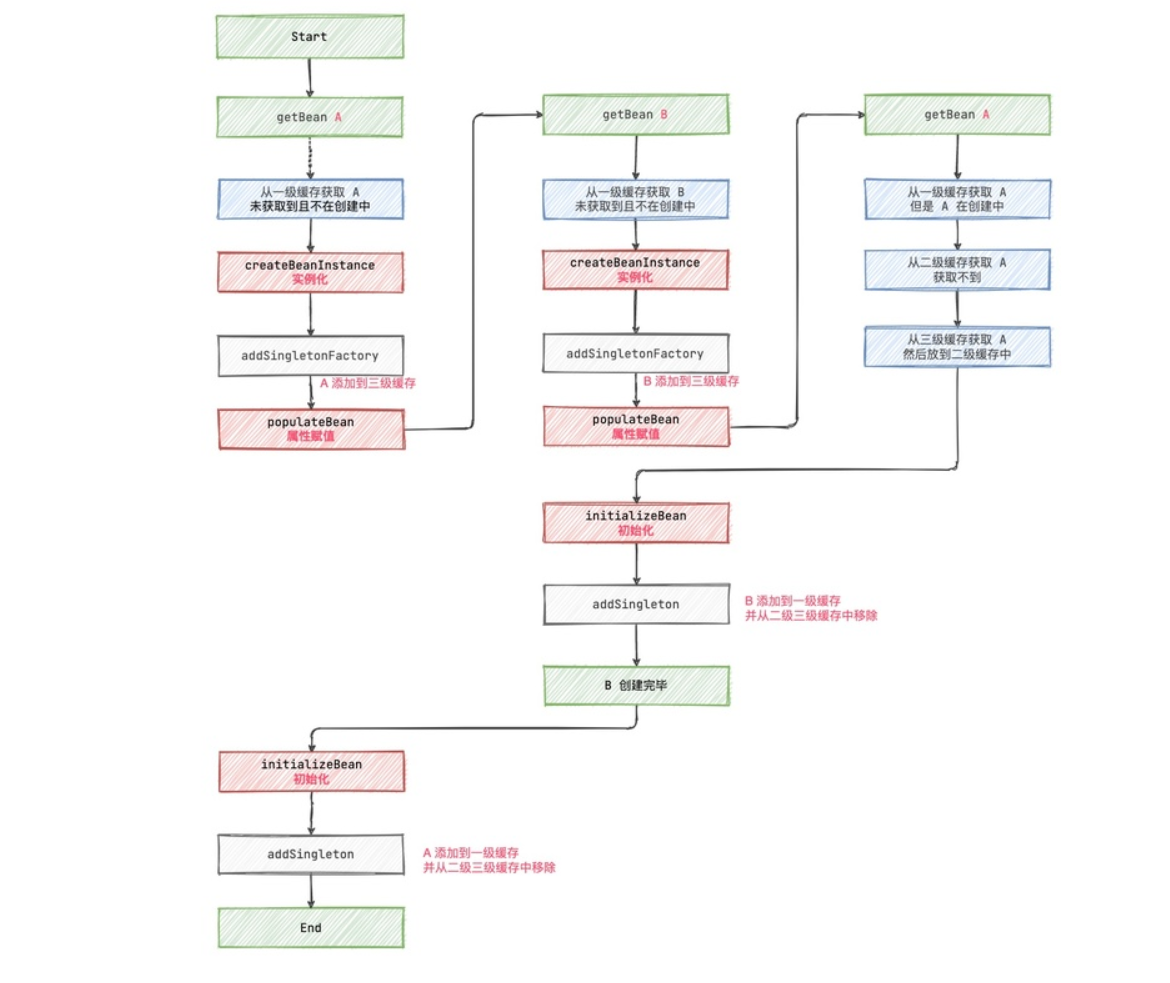 Start
getBean A
从一级缓存获取 A
未获取到且不在创建中
createBeanInstance
实例化
addSingletonFactory
A 添加到三级缓存
populateBean
属性赋值
getBean B
从一级缓存获取 B
未获取到且不在创建中
createBeanInstance
实例化
addSingletonFactory
B 添加到三级缓存
populateBean
属性赋值
getBean A
从一级缓存获取 A
但是 A 在创建中
从二级缓存获取 A
获取不到
从三级缓存获取 A
然后放到二级缓存中
initializeBean
初始化
addSingleton
B 添加到一级缓存
并从二级三级缓存中移除
B 创建完毕
initializeBean
初始化
addSingleton
A 添加到一级缓存
并从二级三级缓存中移除
End